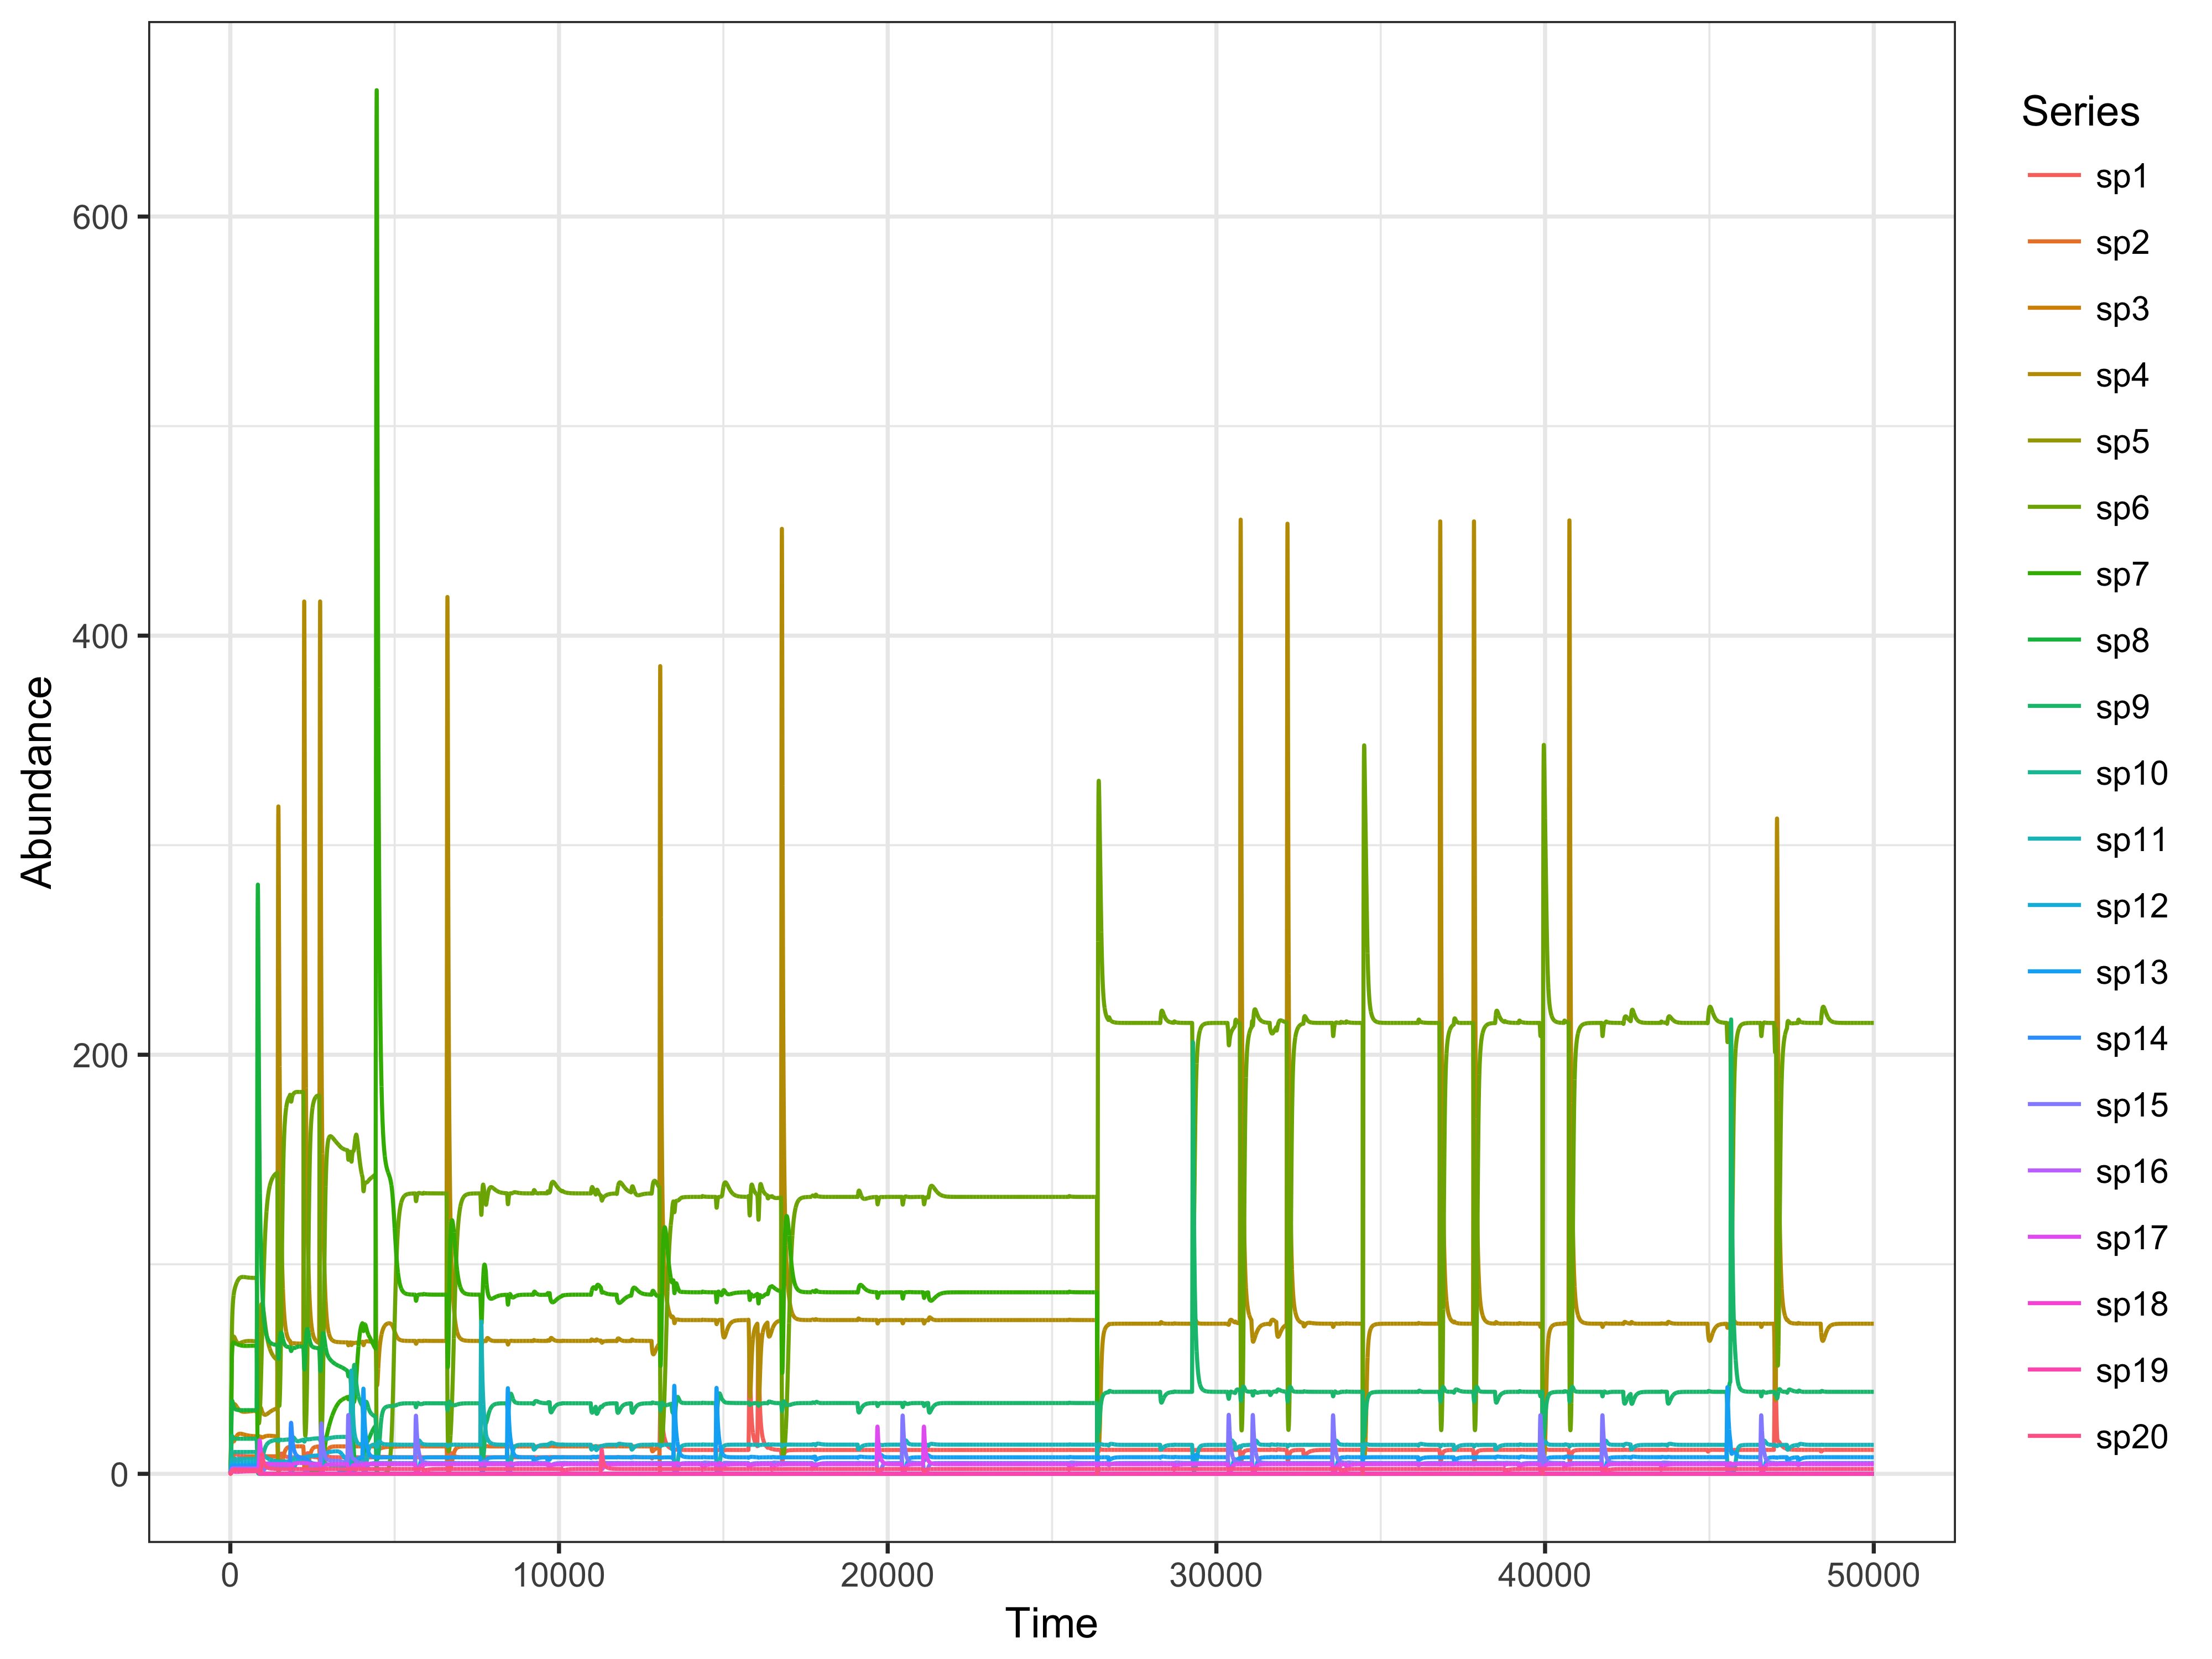 600
400
200
0
Abundance
0 10000 20000 30000 40000 50000
Time
Series
sp1
sp2
sp3
sp4
sp5
sp6
sp7
sp8
sp9
sp10
sp11
sp12
sp13
sp14
sp15
sp16
sp17
sp18
sp19
sp20